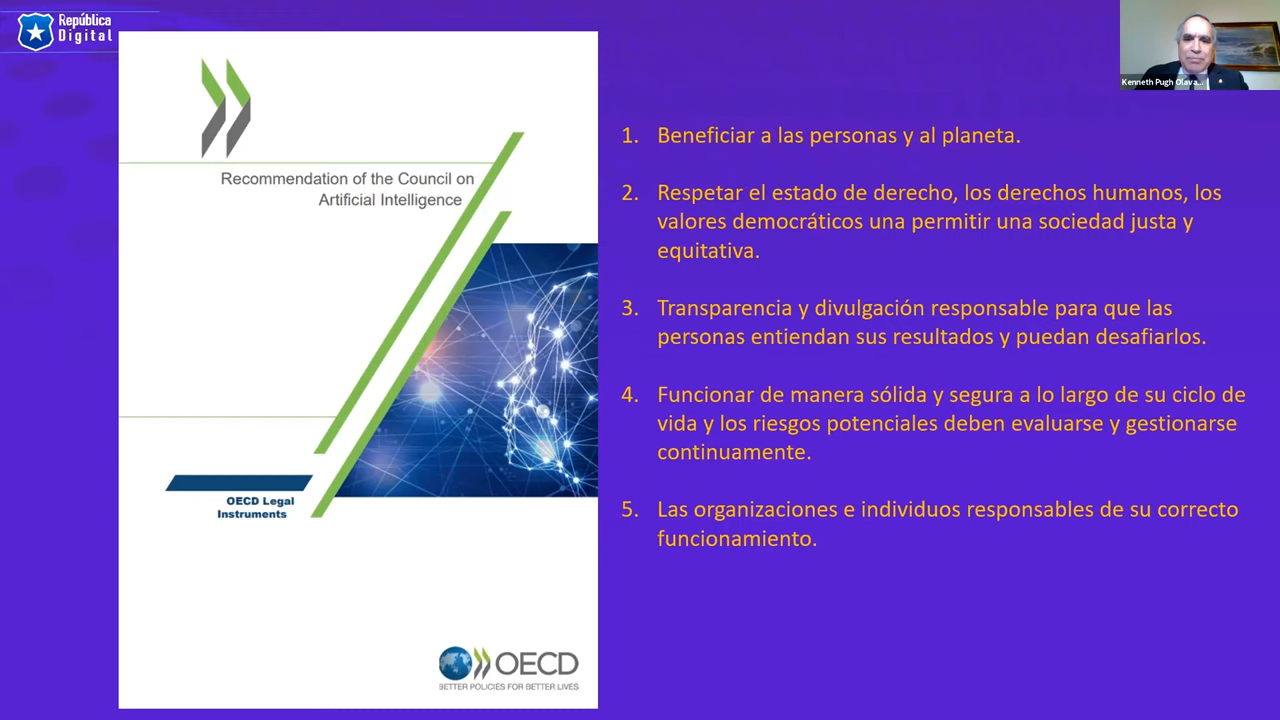 República
Digital
Recommendation of the Council on
Artificial Intelligence
OECD Legal
Instruments
OECD
BETTER POLICIES FOR BETTER LIVES
Kenneth Pugh Olava...
1. Beneficiar a las personas y al planeta.
2. Respetar el estado de derecho, los derechos humanos, los
valores democráticos una permitir una sociedad justa y
equitativa.
3. Transparencia y divulgación responsable para que las
personas entiendan sus resultados y puedan desafiarlos.
4. Funcionar de manera sólida y segura a lo largo de su ciclo de
vida y los riesgos potenciales deben evaluarse y gestionarse
continuamente.
5. Las organizaciones e individuos responsables de su correcto
funcionamiento.